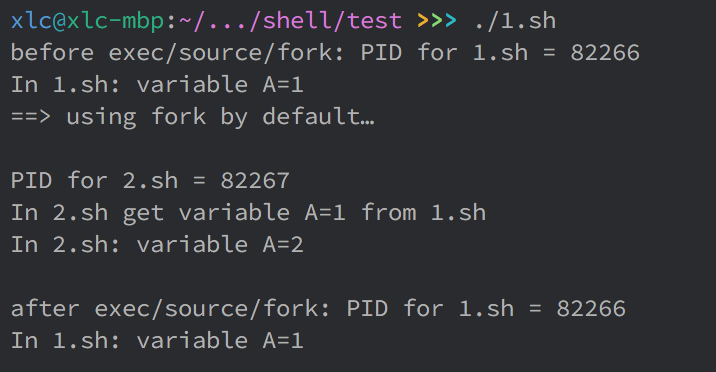 xlc@xlc-mbp:~/.../shell/test >>> ./1.sh
before exec/source/fork: PID for 1.sh = 82266
In 1.sh: variable A=1
==> using fork by default…
PID for 2.sh = 82267
In 2.sh get variable A=1 from 1.sh
In 2.sh: variable A=2
after exec/source/fork: PID for 1.sh = 82266
In 1.sh: variable A=1